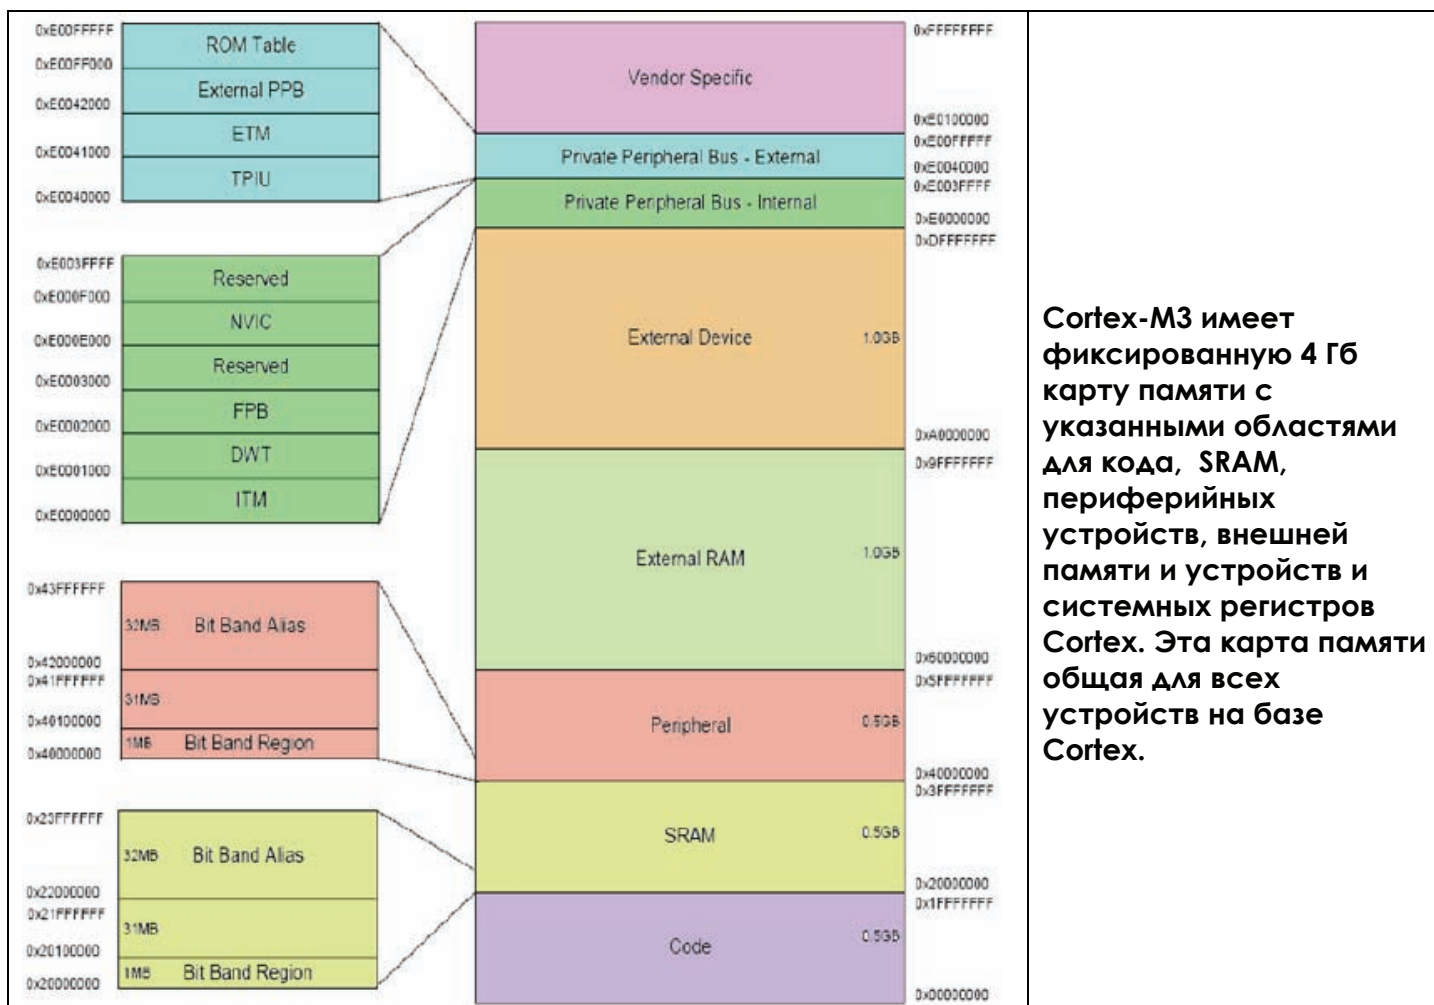 0xE00FFFFF
ROM Table
0xE00FF000
External PPB
0xE0042000
ETM
0xE0041000
TPIU
0xE0040000
0xE003FFFF
Reserved
0xE000F000
NVIC
0xE000E000
Reserved
0xE0003000
FPB
0xE0002000
DWT
0xE0001000
ITM
0xE0000000
0x43FFFFFF
32MB Bit Band Alias
0x42000000
0x41FFFFFF
31MB
0x40100000
1MB Bit Band Region
0x40000000
0x23FFFFFF
32MB Bit Band Alias
0x22000000
0x21FFFFFF
31MB
0x20100000
1MB Bit Band Region
0x20000000
0xFFFFFFFF
Vendor Specific
0xE0100000
0xE00FFFFF
Private Peripheral Bus - External
0xE0040000
0xE003FFFF
Private Peripheral Bus - Internal
0xE0000000
0xDFFFFFFF
External Device 1.0GB
0xA0000000
0x9FFFFFFF
External RAM 1.0GB
0x60000000
0x5FFFFFFF
Peripheral 0.5GB
0x40000000
0x3FFFFFFF
SRAM 0.5GB
0x20000000
0x1FFFFFFF
Code 0.5GB
0x00000000
Cortex-M3 имеет
фиксированную 4 Гб
карту памяти с
указанными областями
для кода, SRAM,
периферийных
устройств, внешней
памяти и устройств и
системных регистров
Cortex. Эта карта памяти
общая для всех
устройств на базе
Cortex.